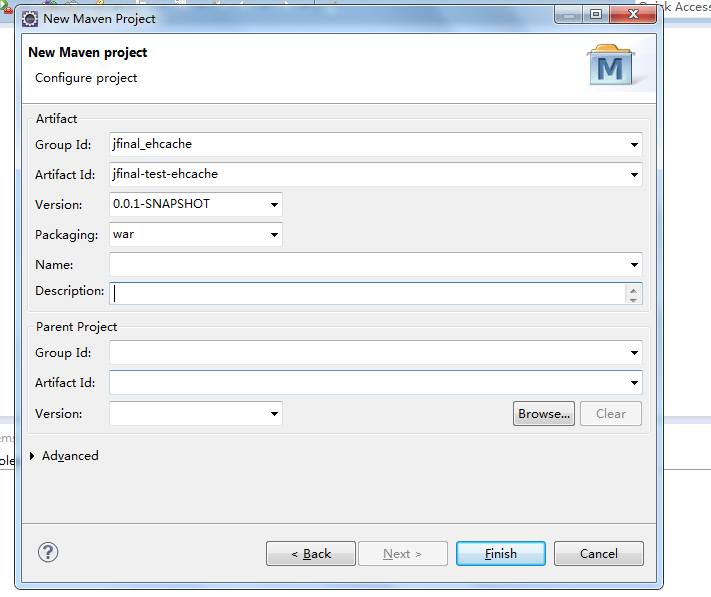 New Maven Project
Quick Access
New Maven project
Configure project
M
Artifact
Group Id: jfinal_ehcache
Artifact Id: jfinal-test-ehcache
Version: 0.0.1-SNAPSHOT
Packaging: war
Name:
Description:
Parent Project
Group Id:
Artifact Id:
Version:
Browse... Clear
Advanced
? < Back Next > Finish Cancel